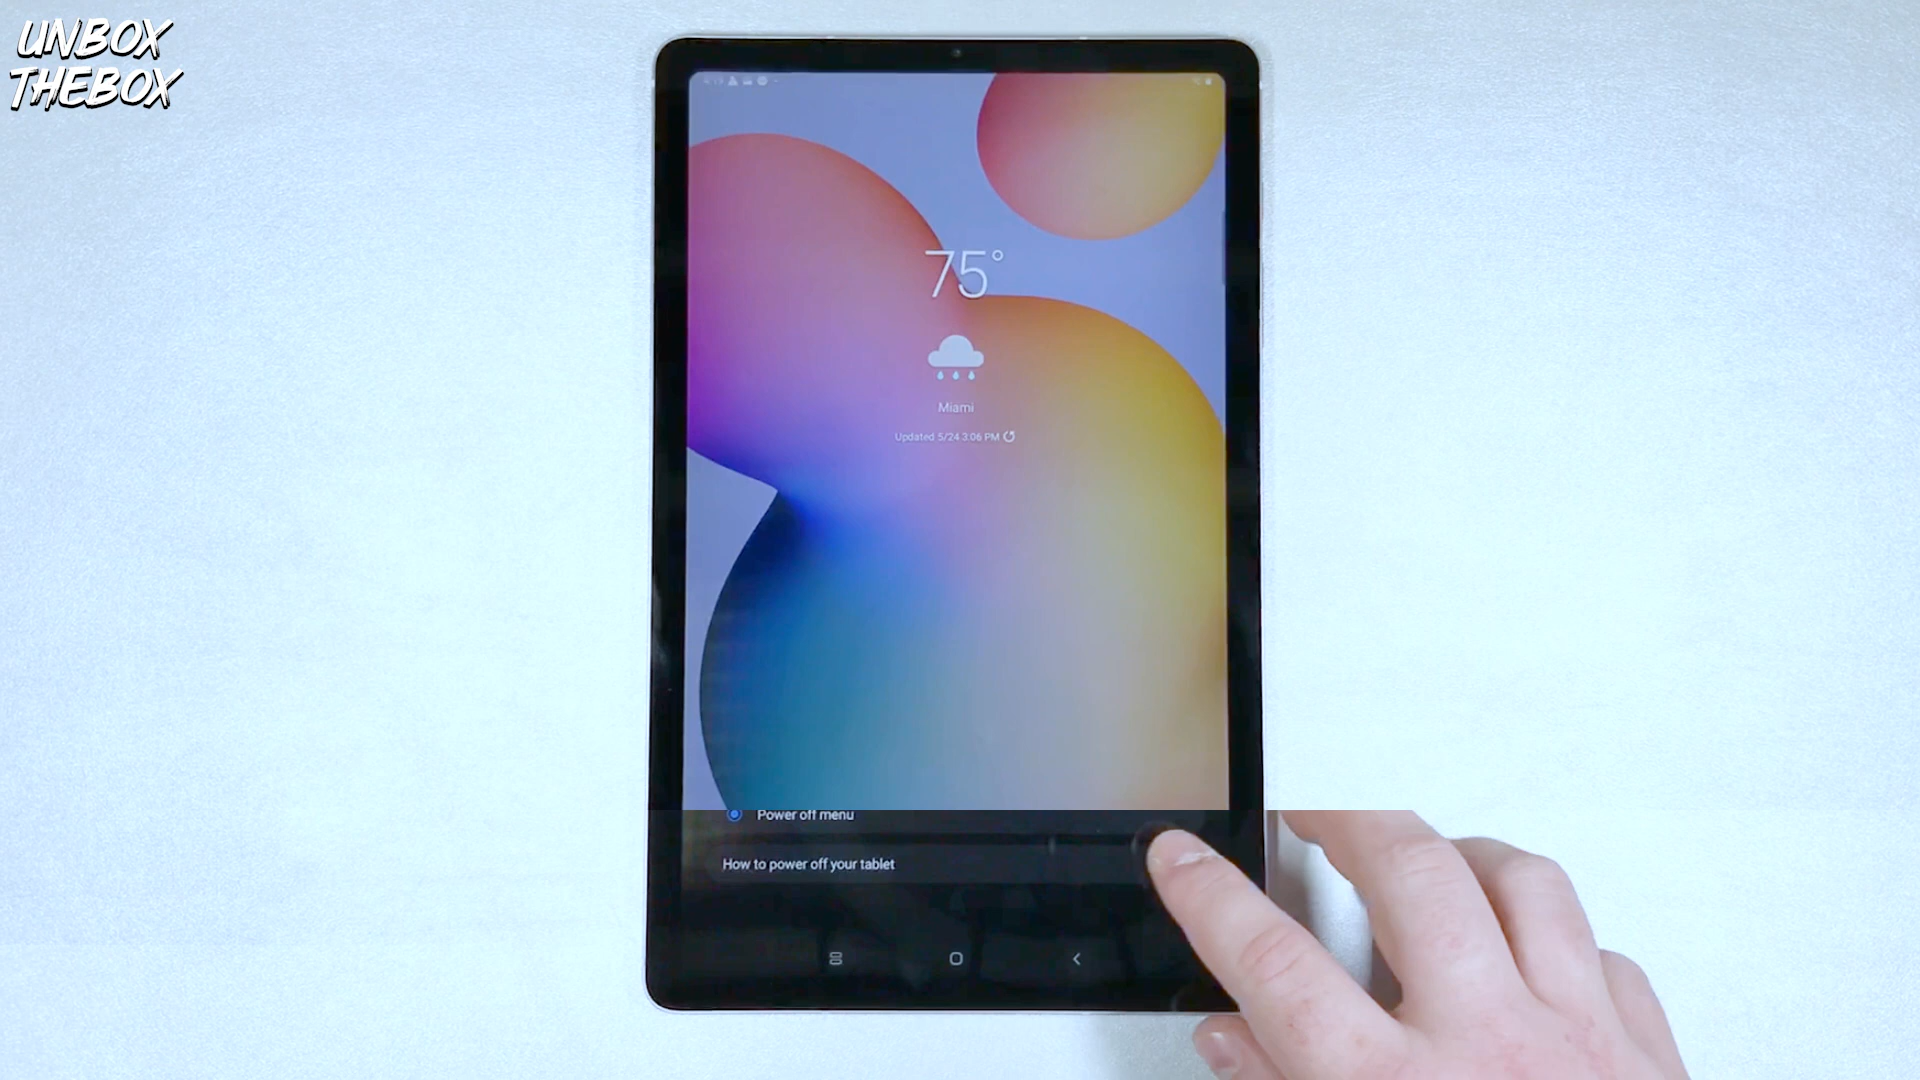 UNBOX
THEBOX
75°
Miami
Updated 5/24 3:06 PM
Power off menu
How to power off your tablet